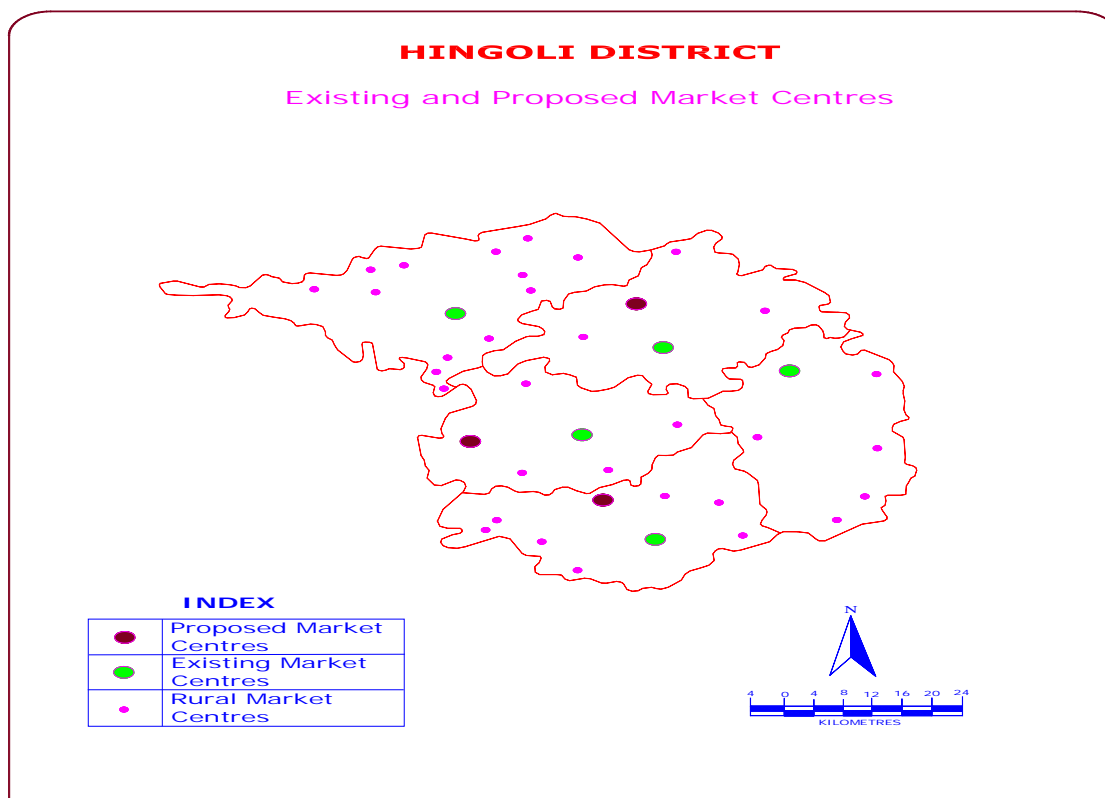 HINGOLI DISTRICT
Existing and Proposed Market Centres
INDEX
Proposed Market
Centres
Existing Market
Centres
Rural Market
Centres
N
4 0 4 8 12 16 20 24
KILOMETRES